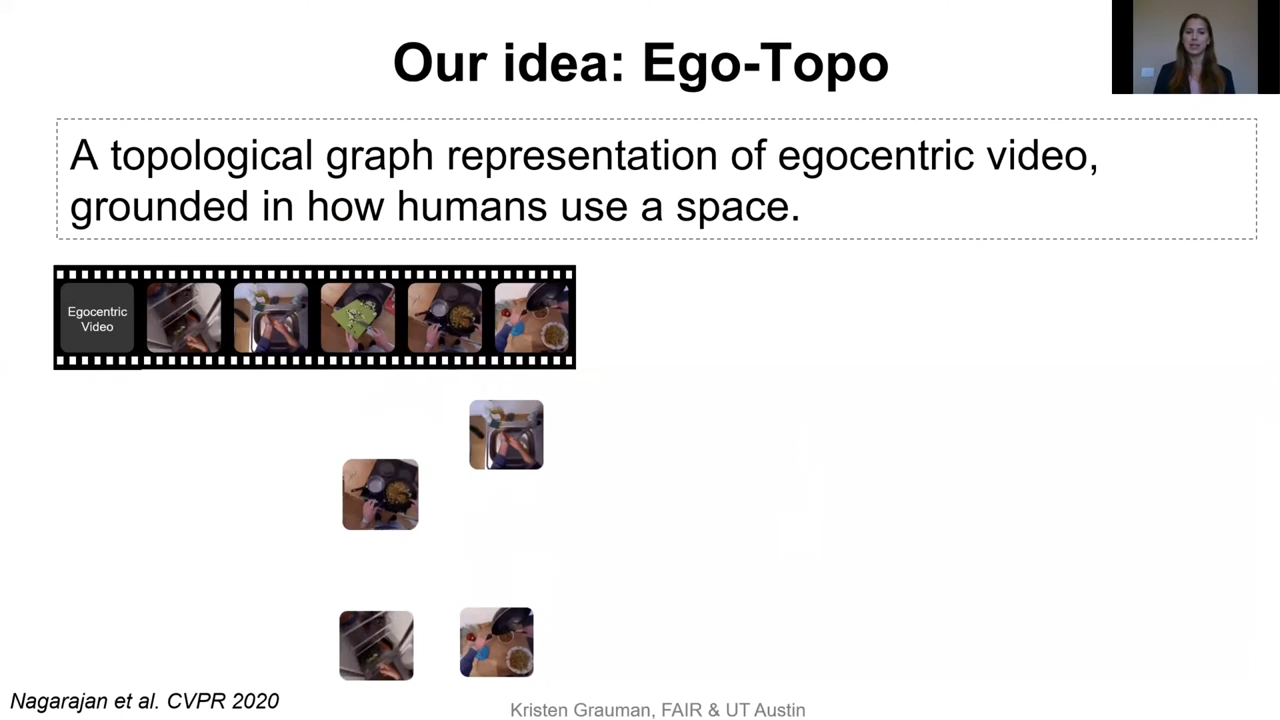 Our idea: Ego-Topo
A topological graph representation of egocentric video,
grounded in how humans use a space.
Egocentric
Video
Nagarajan et al. CVPR 2020
Kristen Grauman, FAIR & UT Austin